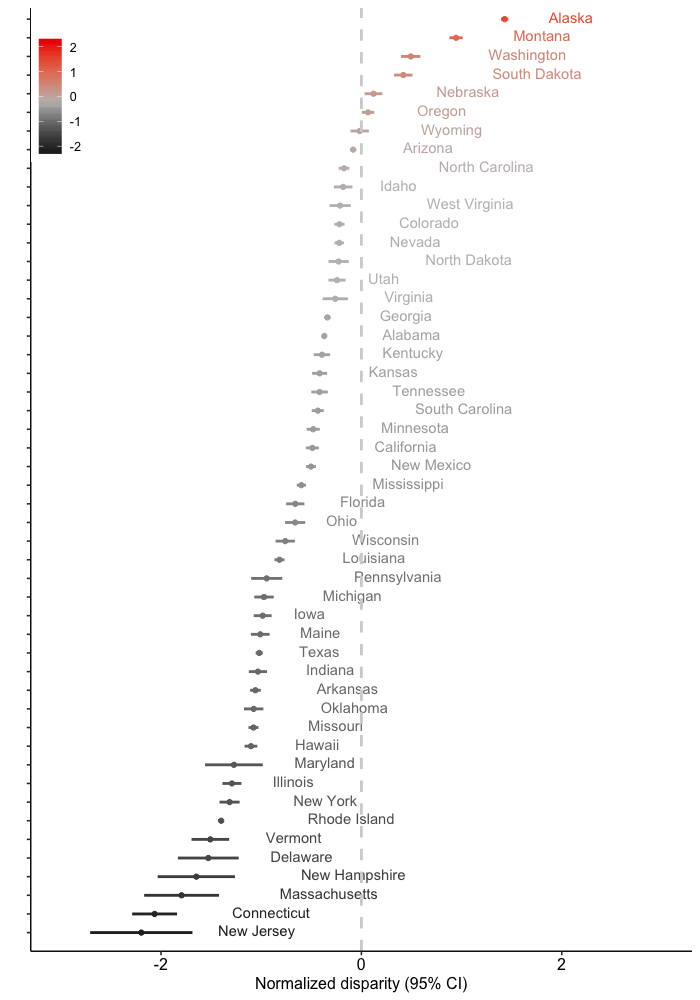 Alaska
Montana
2
Washington
1
South Dakota
Nebraska
0
Oregon
-1
Wyoming
-2
Arizona
North Carolina
Idaho
West Virginia
Colorado
Nevada
North Dakota
Utah
Virginia
Georgia
Alabama
Kentucky
Kansas
Tennessee
South Carolina
Minnesota
California
New Mexico
Mississippi
Florida
Ohio
Wisconsin
Louisiana
Pennsylvania
Michigan
Iowa
Maine
Texas
Indiana
Arkansas
Oklahoma
Missouri
Hawaii
Maryland
Illinois
New York
Rhode Island
Vermont
Delaware
New Hampshire
Massachusetts
Connecticut
New Jersey
-2 0 2
Normalized disparity (95% CI)